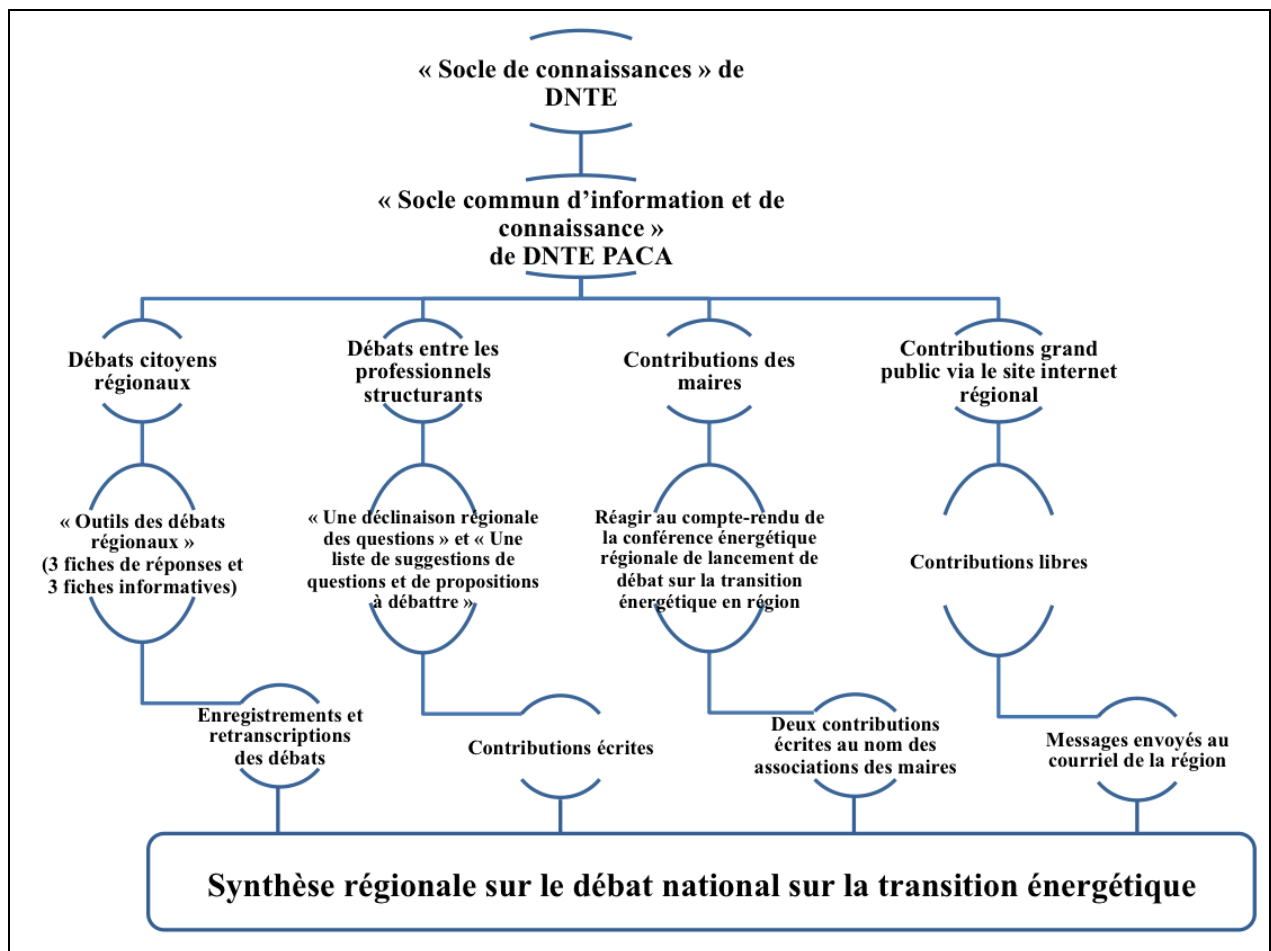 « Socle de connaissances » de
DNTE
« Socle commun d’information et de
connaissance »
de DNTE PACA
Débats citoyens
régionaux
Débats entre les
professionnels
structurants
Contributions des
maires
Contributions grand
public via le site internet
régional
« Outils des débats
régionaux »
(3 fiches de réponses et
3 fiches informatives)
« Une déclinaison régionale
des questions » et « Une
liste de suggestions de
questions et de propositions
à débattre »
Réagir au compte-rendu de
la conférence énergétique
régionale de lancement de
débat sur la transition
énergétique en région
Contributions libres
Enregistrements et
retranscriptions
des débats
Contributions écrites
Deux contributions
écrites au nom des
associations des maires
Messages envoyés au
courriel de la région
Synthèse régionale sur le débat national sur la transition énergétique